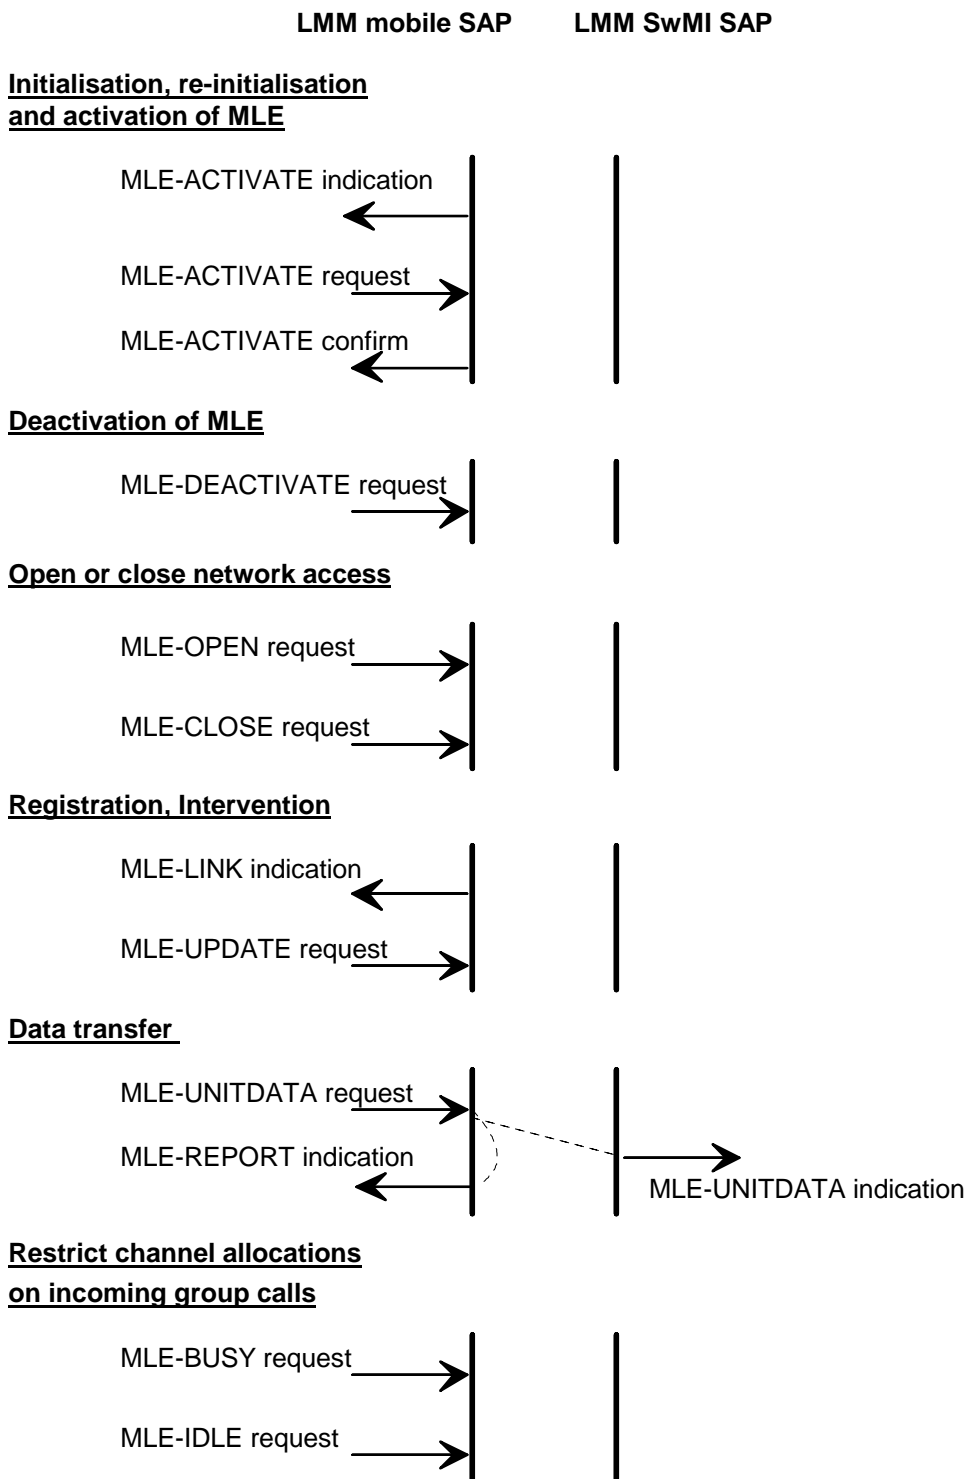 LMM mobile SAP LMM SwMI SAP
Initialisation, re-initialisation
and activation of MLE
MLE-ACTIVATE indication
MLE-ACTIVATE request
MLE-ACTIVATE confirm
Deactivation of MLE
MLE-DEACTIVATE request
Open or close network access
MLE-OPEN request
MLE-CLOSE request
Registration, Intervention
MLE-LINK indication
MLE-UPDATE request
Data transfer
MLE-UNITDATA request
MLE-REPORT indication
MLE-UNITDATA indication
Restrict channel allocations
on incoming group calls
MLE-BUSY request
MLE-IDLE request